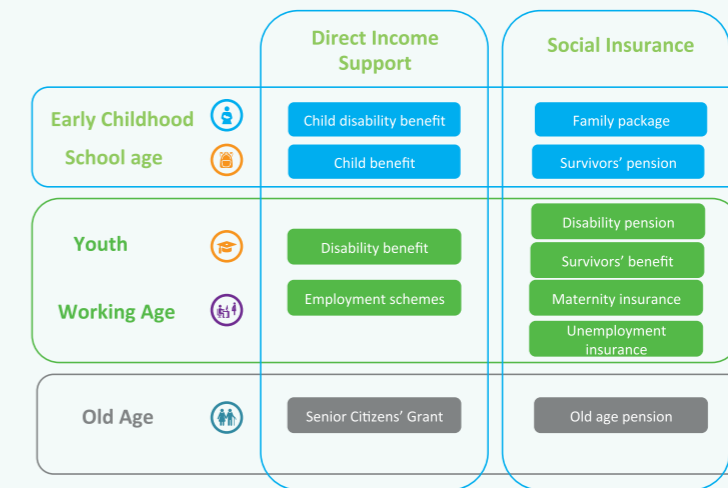 Direct Income
Support
Social Insurance
Early Childhood
Child disability benefit
Family package
School age
Child benefit
Survivors' pension
Youth
Disability benefit
Disability pension
Survivors' benefit
Working Age
Employment schemes
Maternity insurance
Unemployment
insurance
Old Age
Senior Citizens' Grant
Old age pension